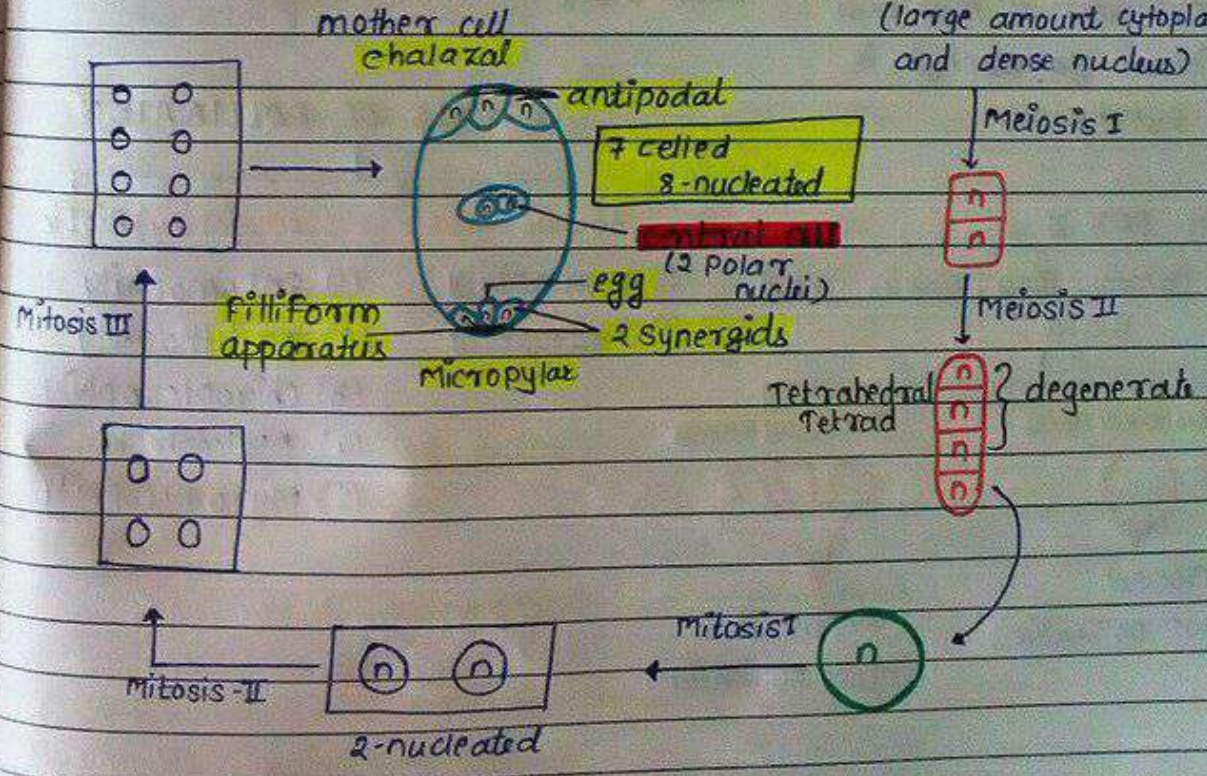 mother cell
chalazal
(large amount cytopla
and dense nucleus)
antipodal
Meiosis I
7 celled
8-nucleated
n
n
(2 polar
nuclei)
egg
2 synergids
Filliform
apparatus
Micropylar
Mitosis III
Meiosis II
Tetrahedral
Tetrad
degenerate
n
n
n
n
Mitosis I
n
n
n
Mitosis-II
2-nucleated